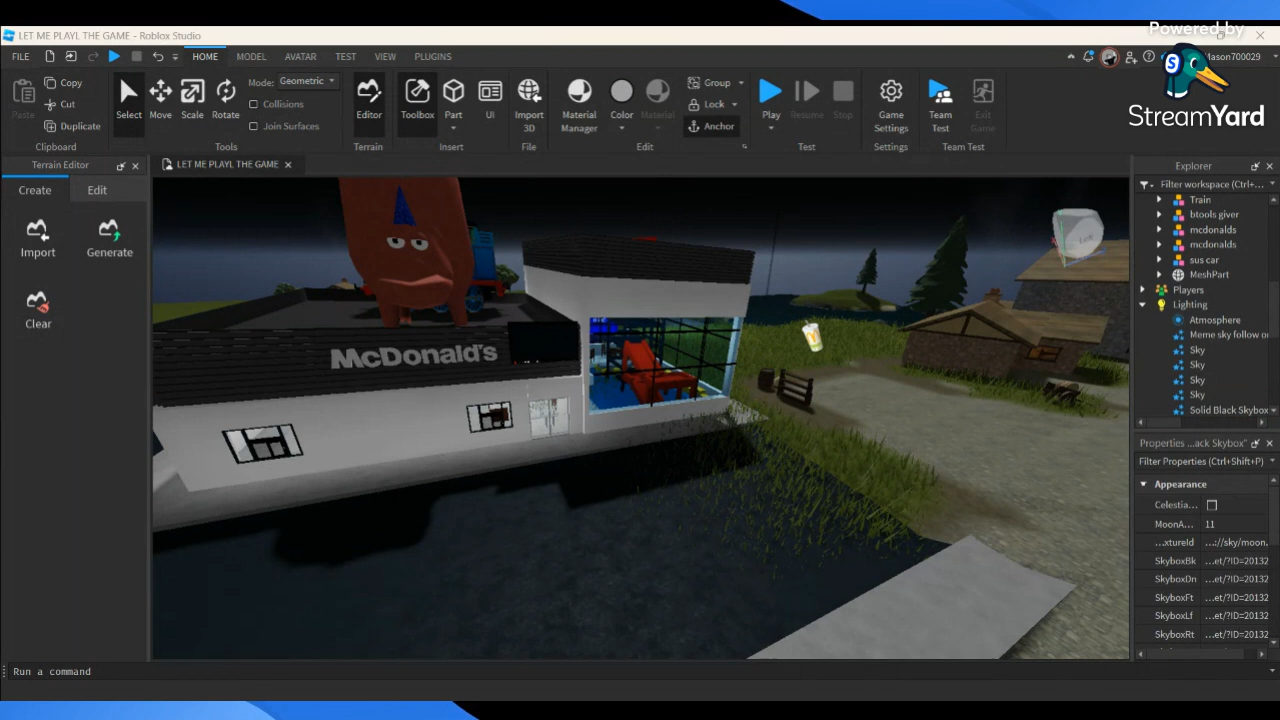 LET ME PLAYL THE GAME - Roblox Studio
Powered by
StreamYard
FILE HOME MODEL AVATAR TEST VIEW PLUGINS
Mason700029
Paste Copy Cut Duplicate
Select Move Scale Rotate
Mode: Geometric
Collisions
Join Surfaces
Editor Toolbox Part UI Import 3D
Material Manager Color Material
Group
Lock
Anchor
Play Resume Stop Game Settings Team Test Exit Game
Clipboard Tools Terrain Insert File Edit Test Settings Team Test
Terrain Editor
LET ME PLAYL THE GAME
Create Edit
Import Generate
Clear
McDonald's
Left
Explorer
Filter workspace (Ctrl+...
Train
btools giver
mcdonalds
mcdonalds
sus car
MeshPart
Players
Lighting
Atmosphere
Meme sky follow o
Sky
Sky
Sky
Sky
Solid Black Skybox
Properties ...ack Skybox"
Filter Properties (Ctrl+Shift+P)
Appearance
Celestia...
MoonA... 11
...xtureId ...://sky/moon.
SkyboxBk ...et/?ID=20132
SkyboxDn ...et/?ID=20132
SkyboxFt ...et/?ID=20132
SkyboxLf ...et/?ID=20132
SkyboxRt ...et/?ID=20132
Run a command